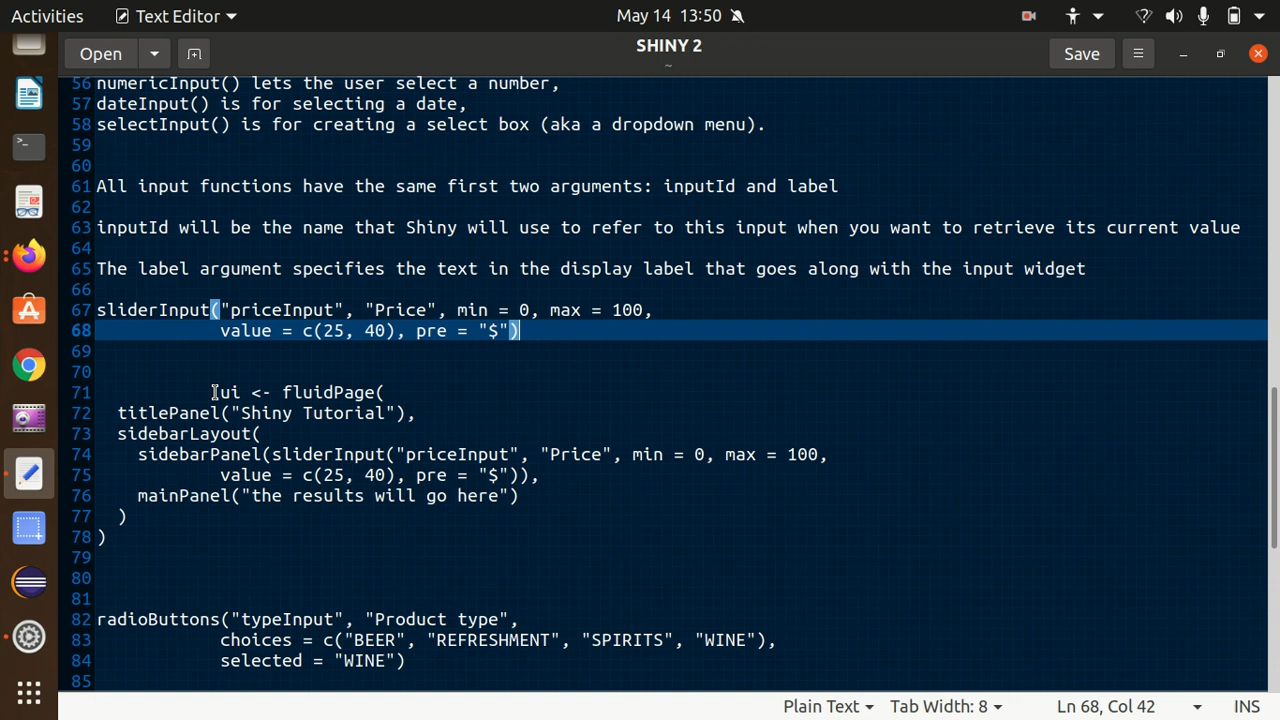 Activities Text Editor May 14 13:50
Open SHINY 2 Save
~
56 numericInput() lets the user select a number,
57 dateInput() is for selecting a date,
58 selectInput() is for creating a select box (aka a dropdown menu).
59
60
61 All input functions have the same first two arguments: inputId and label
62
63 inputId will be the name that Shiny will use to refer to this input when you want to retrieve its current value
64
65 The label argument specifies the text in the display label that goes along with the input widget
66
67 sliderInput("priceInput", "Price", min = 0, max = 100,
68             value = c(25, 40), pre = "$")
69
70
71             ui <- fluidPage(
72   titlePanel("Shiny Tutorial"),
73   sidebarLayout(
74     sidebarPanel(sliderInput("priceInput", "Price", min = 0, max = 100,
75             value = c(25, 40), pre = "$")),
76     mainPanel("the results will go here")
77   )
78 )
79
80
81
82 radioButtons("typeInput", "Product type",
83             choices = c("BEER", "REFRESHMENT", "SPIRITS", "WINE"),
84             selected = "WINE")
85
Plain Text Tab Width: 8 Ln 68, Col 42 INS